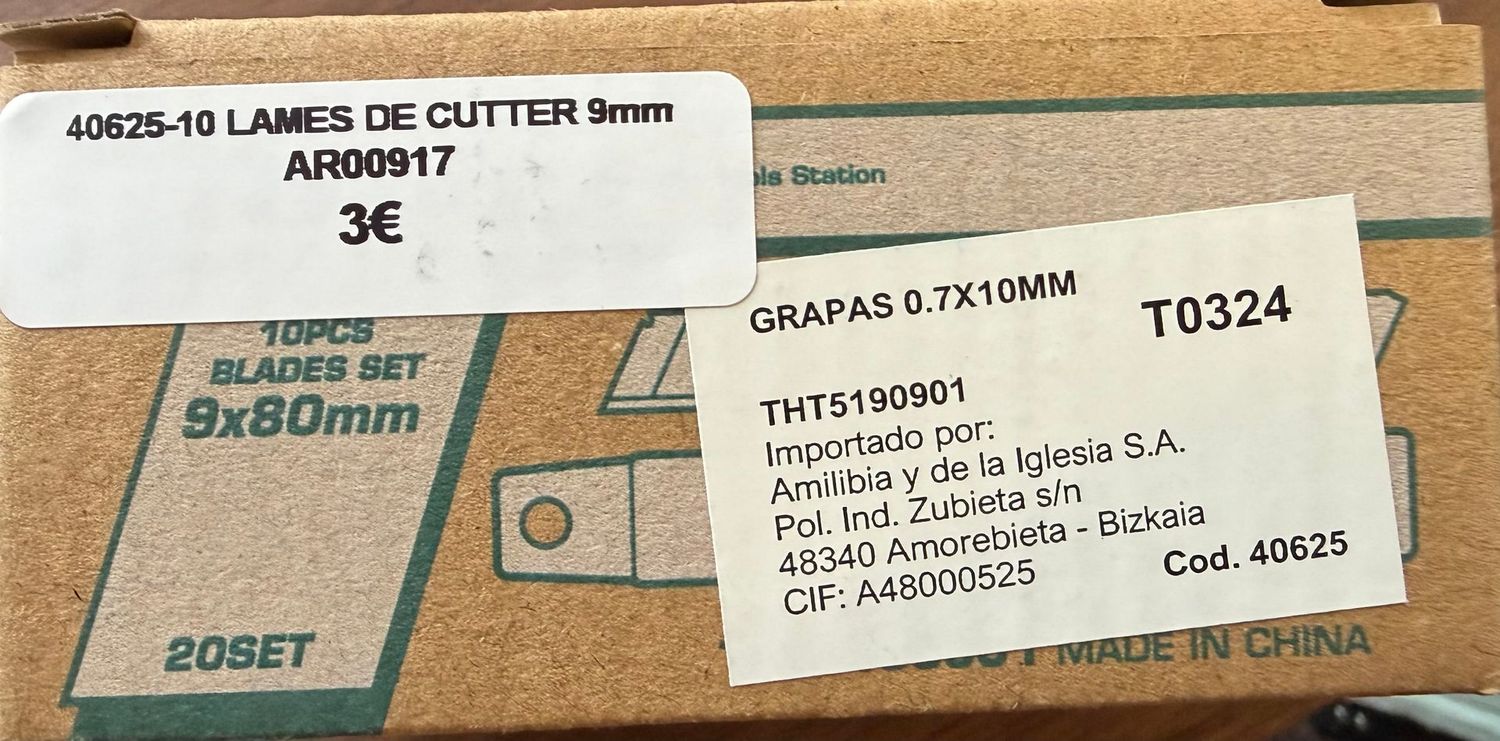 40625-10 LAMES DE CUTTER 9mm
AR00917
3€
Station
10PCS
BLADES SET
9x80mm
20SET
GRAPAS 0.7X10MM
T0324
THT5190901
Importado por:
Amilibia y de la Iglesia S.A.
Pol. Ind. Zubieta s/n
48340 Amorebieta - Bizkaia
CIF: A48000525
Cod. 40625
MADE IN CHINA